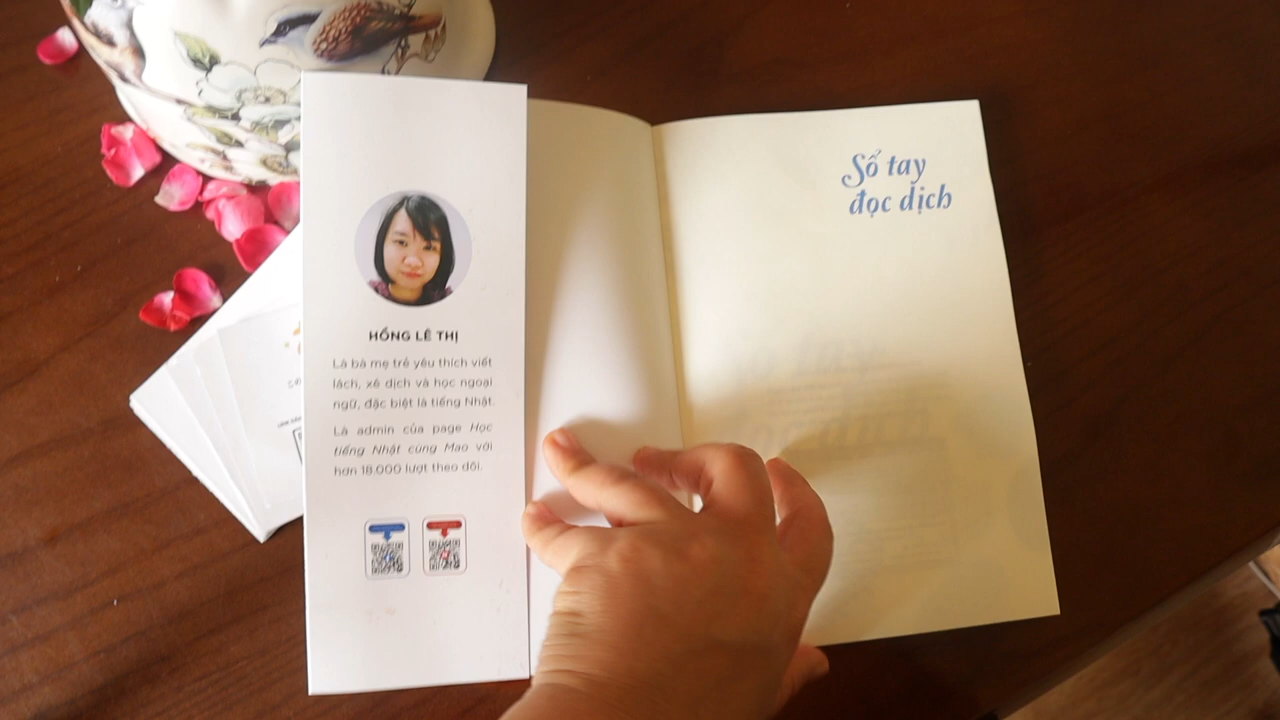 HỒNG LÊ THỊ
Là bà mẹ trẻ yêu thích viết
lách, xê dịch và học ngoại
ngữ, đặc biệt là tiếng Nhật.
Là admin của page Học
tiếng Nhật cùng Mao với
hơn 18.000 lượt theo dõi.
Sổ tay
đọc dịch